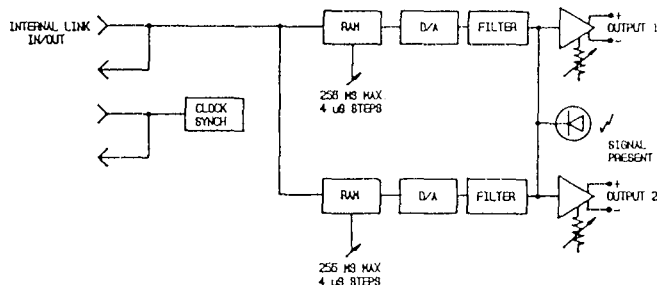 INTERNAL LINK
IN/OUT
RAM
D/A
FILTER
+
-
OUTPUT 1
256 MS MAX
4 uS STEPS
CLOCK
SYNCH
SIGNAL
PRESENT
RAM
D/A
FILTER
+
-
OUTPUT 2
256 MS MAX
4 uS STEPS